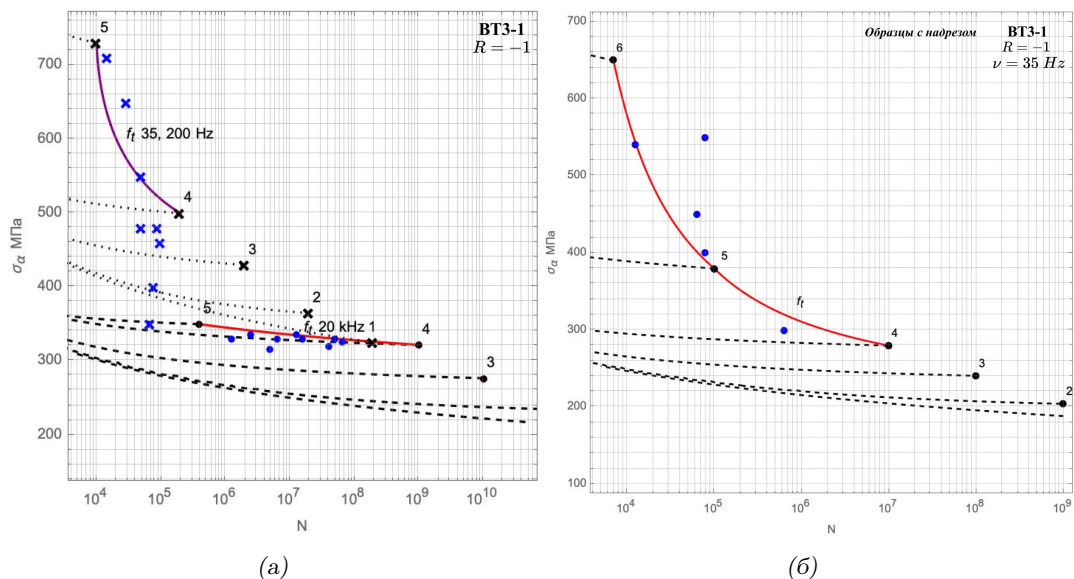 5
BT3-1
R = −1
700
f_t 35, 200 Hz
600
500
4
σ_α МПа
3
400
2
5
f_t 20 kHz 1
4
300
3
200
10^4 10^5 10^6 10^7 10^8 10^9 10^10
N
(а)
700
Образцы с надрезом
BT3-1
R = −1
ν = 35 Hz
6
600
500
σ_α МПа
400
5
f_t
300
4
3
200
2
100
10^4 10^5 10^6 10^7 10^8 10^9
N
(б)